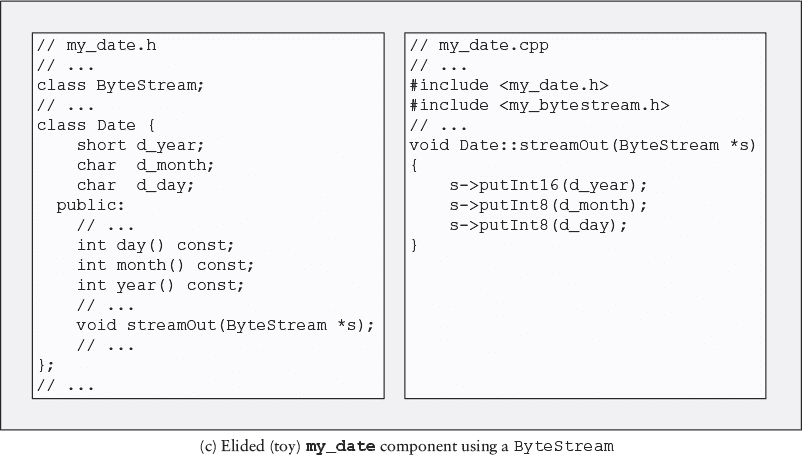 // my_date.h
// ...
class ByteStream;
// ...
class Date {
    short d_year;
    char  d_month;
    char  d_day;
  public:
    // ...
    int day() const;
    int month() const;
    int year() const;
    // ...
    void streamOut(ByteStream *s);
    // ...
};
// ...
// my_date.cpp
// ...
#include <my_date.h>
#include <my_bytestream.h>
// ...
void Date::streamOut(ByteStream *s)
{
    s->putInt16(d_year);
    s->putInt8(d_month);
    s->putInt8(d_day);
}
(c) Elided (toy) my_date component using a ByteStream